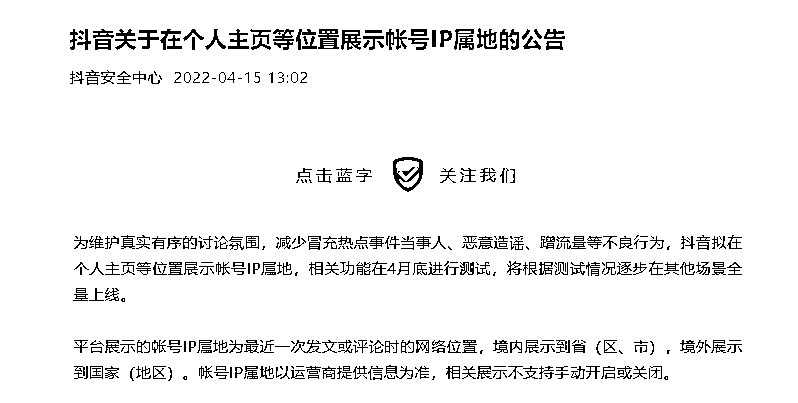 抖音关于在个人主页等位置展示帐号IP属地的公告
抖音安全中心 2022-04-15 13:02
点击蓝字 关注我们
为维护真实有序的讨论氛围，减少冒充热点事件当事人、恶意造谣、蹭流量等不良行为，抖音拟在
个人主页等位置展示帐号IP属地，相关功能在4月底进行测试，将根据测试情况逐步在其他场景全
量上线。
平台展示的帐号IP属地为最近一次发文或评论时的网络位置，境内展示到省（区、市），境外展示
到国家（地区）。帐号IP属地以运营商提供信息为准，相关展示不支持手动开启或关闭。